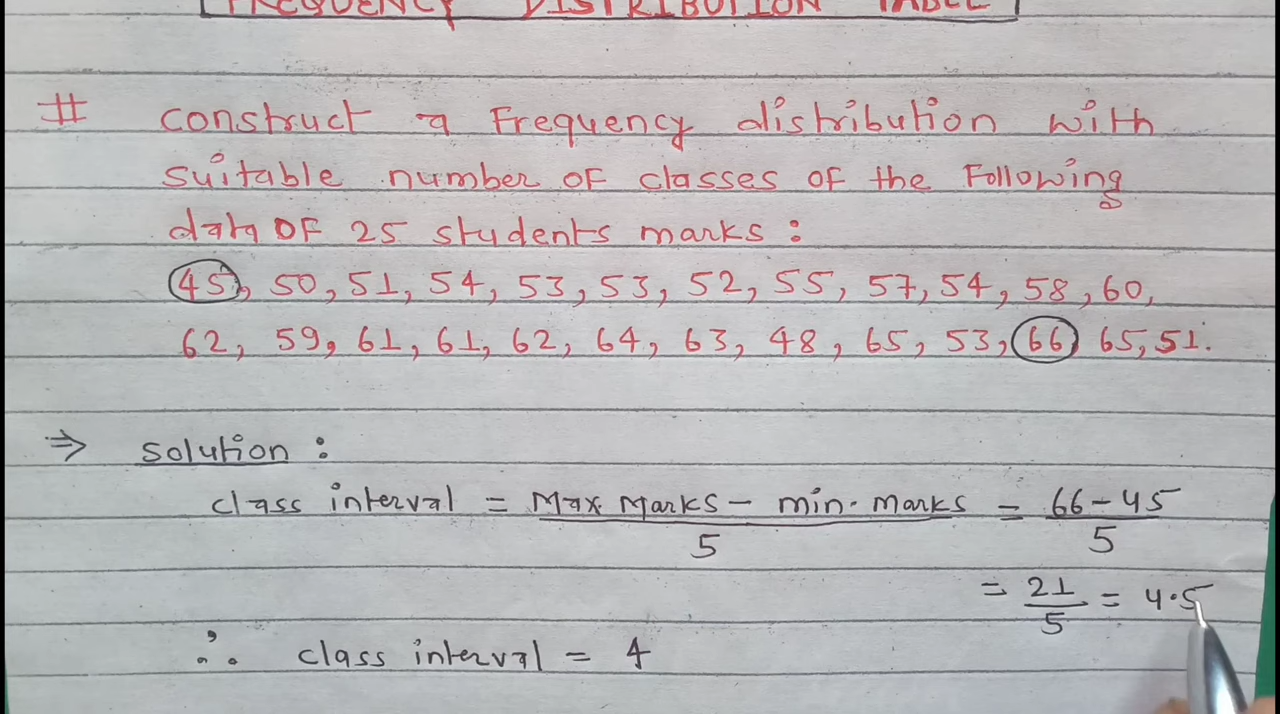 FREQUENCY DISTRIBUTION TABLE
# construct a Frequency distribution with
suitable number of classes of the Following
data of 25 students marks :
45, 50, 51, 54, 53, 53, 52, 55, 57, 54, 58, 60,
62, 59, 61, 61, 62, 64, 63, 48, 65, 53, 66 65, 51.
⇒ solution :
class interval = Max. Marks - min. marks / 5 = 66-45 / 5
= 21/5 = 4.5
∴ class interval = 4